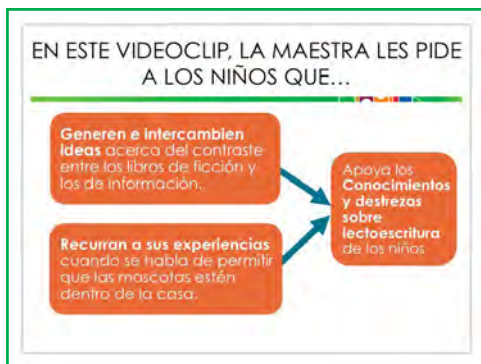 EN ESTE VIDEOCLIP, LA MAESTRA LES PIDE
A LOS NIÑOS QUE…
Generen e intercambien
ideas acerca del contraste
entre los libros de ficción y
los de información.
Recurran a sus experiencias
cuando se habla de permitir
que las mascotas estén
dentro de la casa.
Apoya los
Conocimientos
y destrezas
sobre
lectoescritura
de los niños